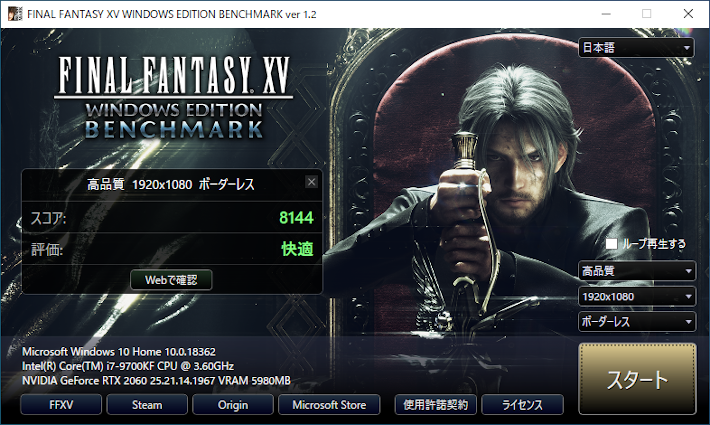 FINAL FANTASY XV WINDOWS EDITION BENCHMARK ver 1.2
日本語
FINAL FANTASY XV
WINDOWS EDITION
BENCHMARK
高品質 1920x1080 ボーダーレス
スコア: 8144
評価: 快適
Webで確認
ループ再生する
高品質
1920x1080
ボーダーレス
Microsoft Windows 10 Home 10.0.18362
Intel(R) Core(TM) i7-9700KF CPU @ 3.60GHz
NVIDIA GeForce RTX 2060 25.21.14.1967 VRAM 5980MB
スタート
FFXV Steam Origin Microsoft Store 使用許諾契約 ライセンス